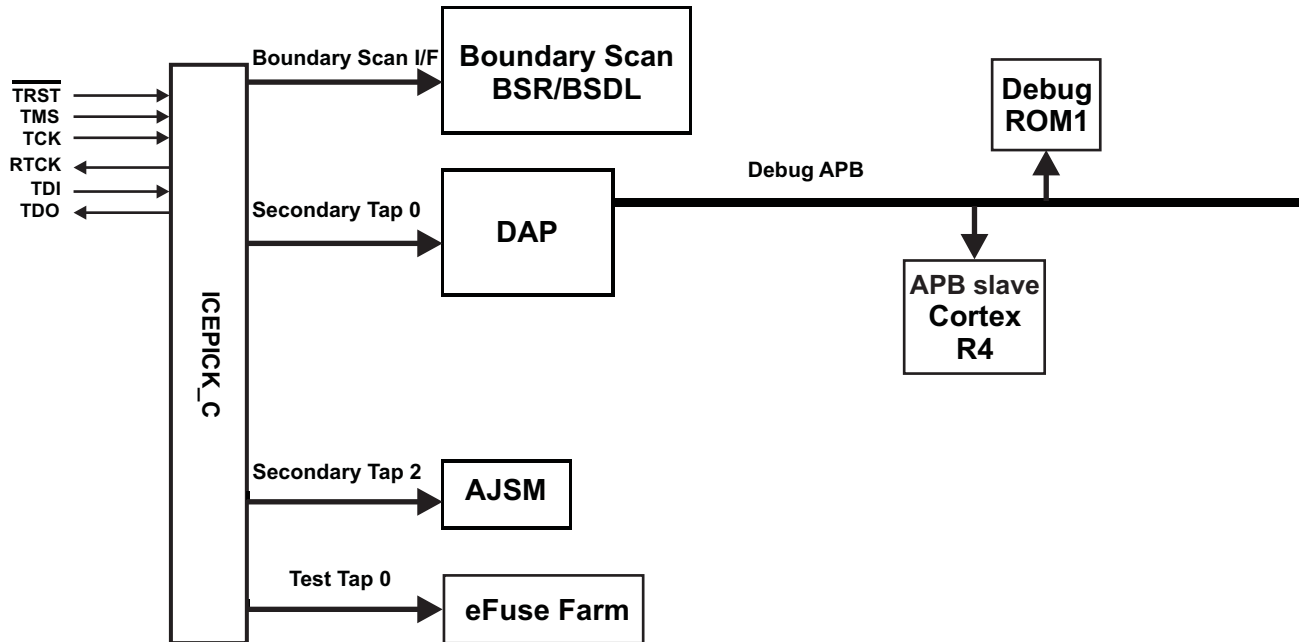 Boundary Scan I/F
Boundary Scan
BSR/BSDL
Debug
ROM1
TRST
TMS
TCK
RTCK
TDI
TDO
Debug APB
Secondary Tap 0
DAP
APB slave
Cortex
R4
ICEPICK_C
Secondary Tap 2
AJSM
Test Tap 0
eFuse Farm